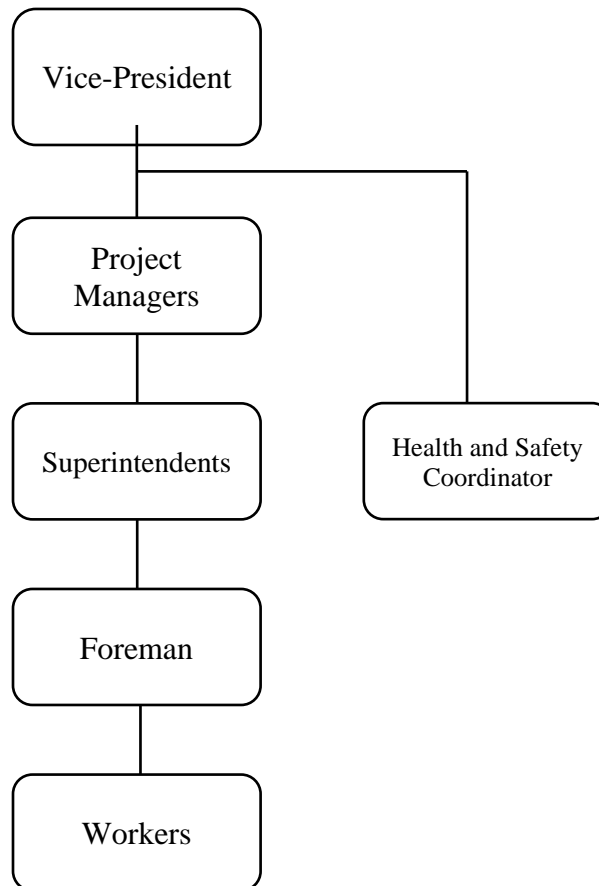 Vice-President
Project
Managers
Superintendents
Health and Safety
Coordinator
Foreman
Workers